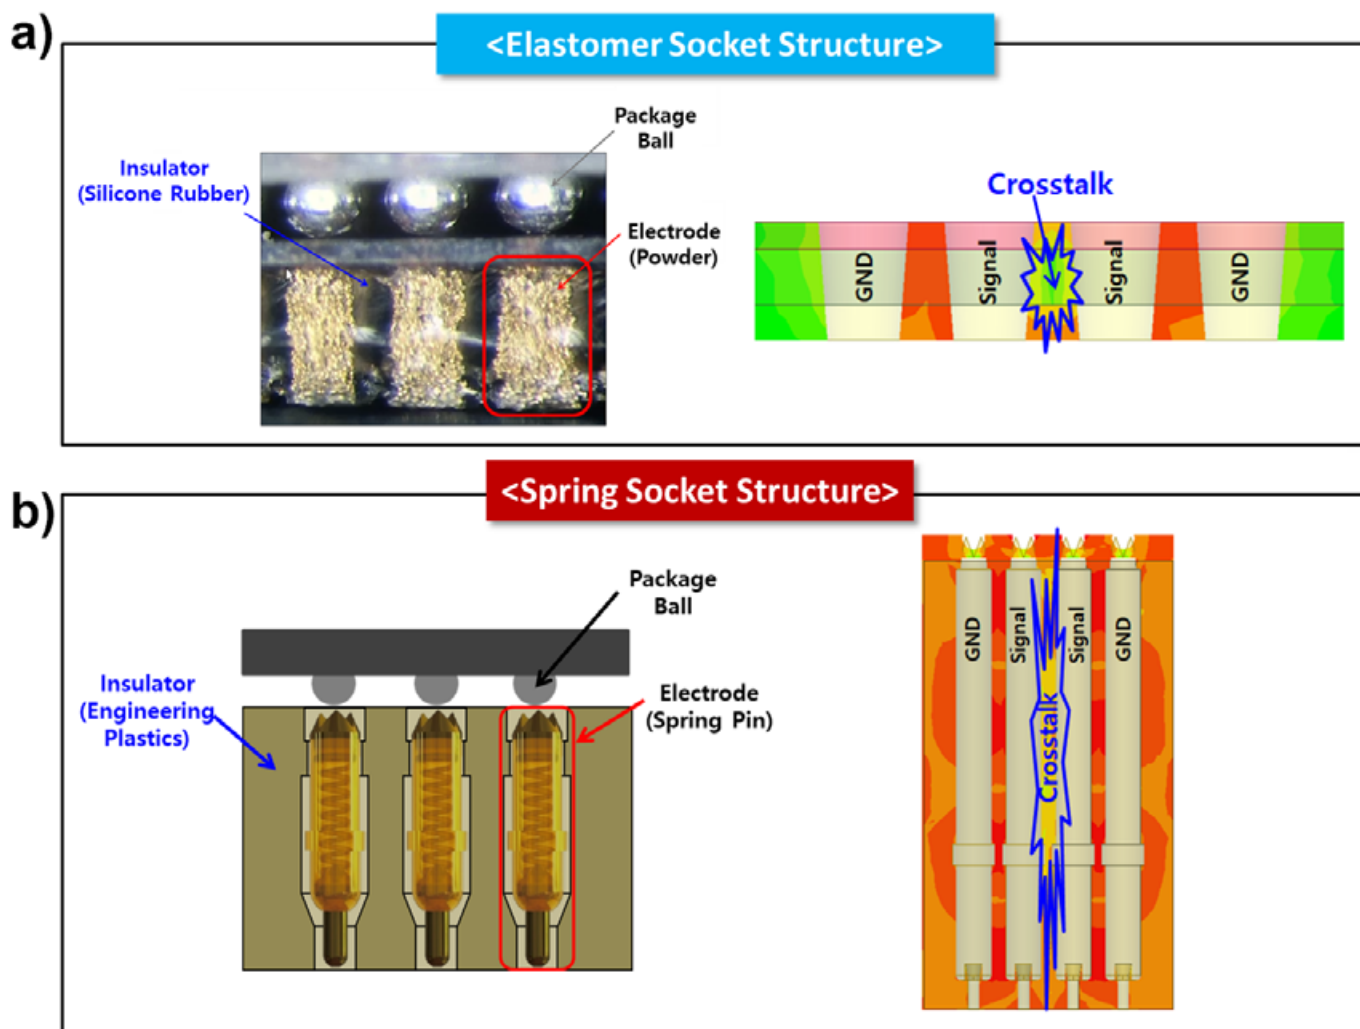 a)
<Elastomer Socket Structure>
Package
Ball
Insulator
(Silicone Rubber)
Electrode
(Powder)
Crosstalk
GND
Signal
Signal
GND
b)
<Spring Socket Structure>
Package
Ball
Insulator
(Engineering
Plastics)
Electrode
(Spring Pin)
GND
Signal
Signal
GND
Crosstalk